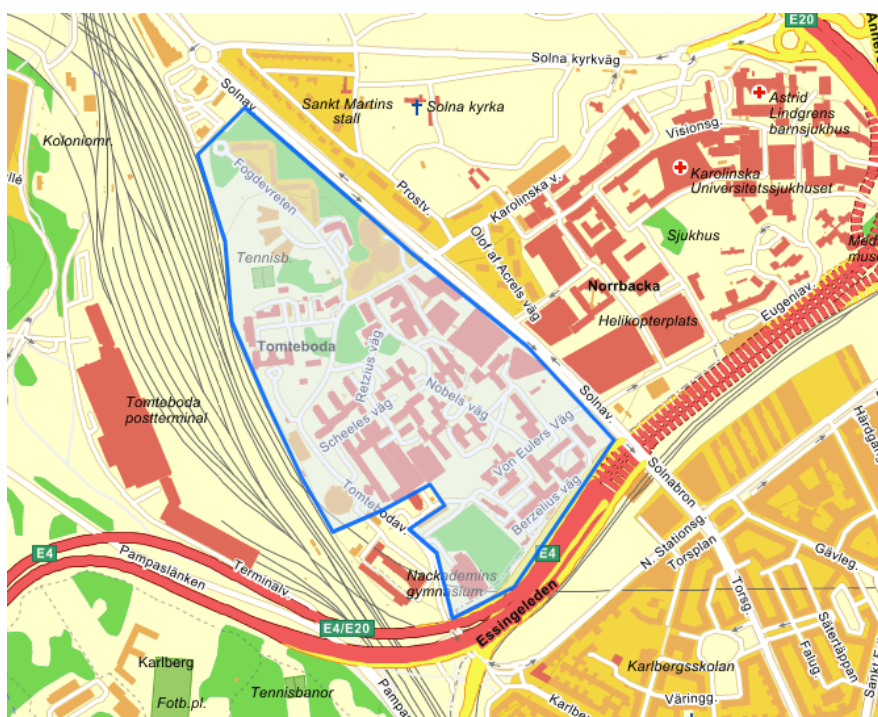 E20
Solna kyrkväg
Solnav.
Sankt Martins
stall
Solna kyrka
Astrid
Lindgrens
barnsjukhus
Visionsg.
Koloniomr.
Karolinska
Universitetssjukhuset
Fogdevreten
Prostv.
Karolinska v.
Sjukhus
Olof af Acrels väg
Tennisb.
Norrbacka
Eugeniav.
Helikopterplats
Tomteboda
Retzius väg
Nobels väg
Solnav.
Tomteboda
postterminal
Scheeles väg
Von Eulers Väg
Solnabron
Tomtebodav.
Berzelius väg
E4
N. Stationsg.
Torsplan
Gävleg.
E4
Pampaslänken
Terminalv.
Nackademins
gymnasium
Essingeleden
Torsg.
E4/E20
Sätertäppan
Falug.
Karlberg
Karlbergsskolan
Tennisbanor
Fotb.pl.
Väringg.